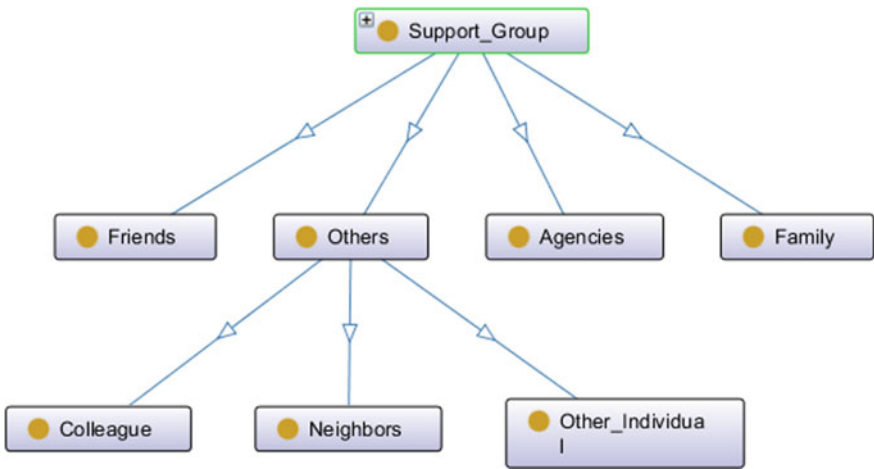 Support_Group
Friends
Others
Agencies
Family
Colleague
Neighbors
Other_Individua
l